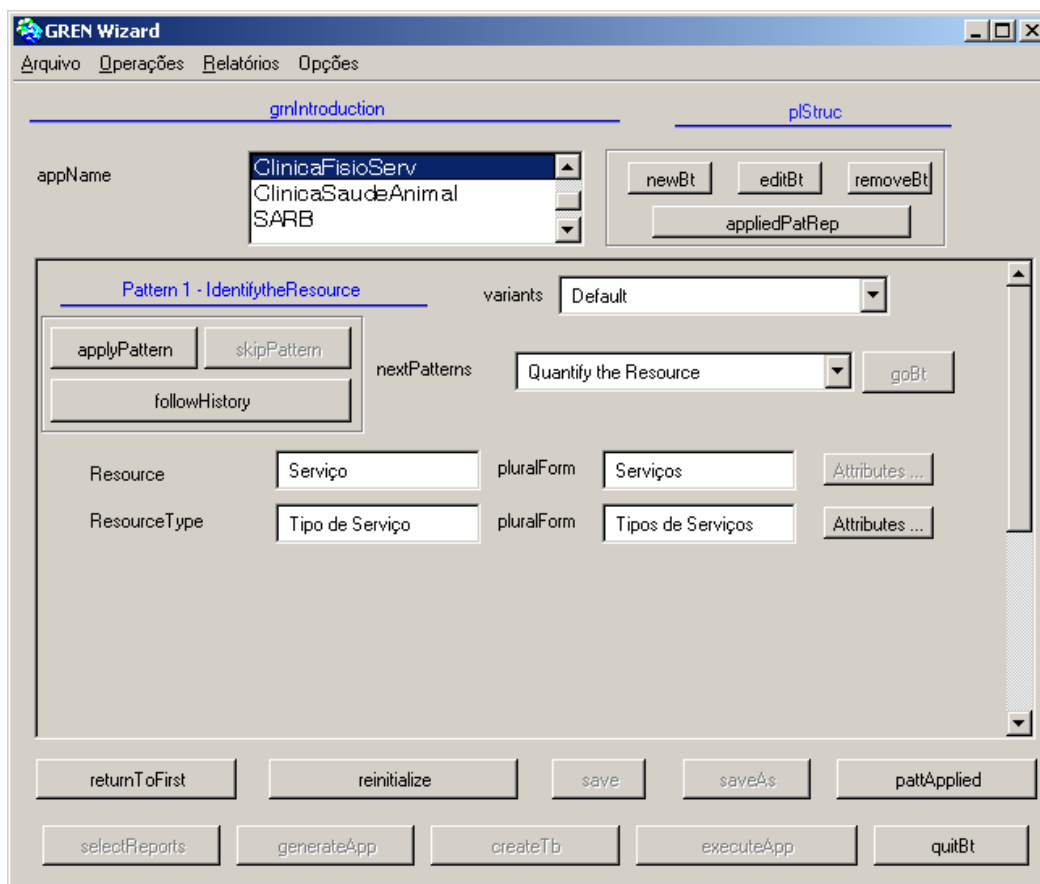 GREN Wizard
Arquivo Operações Relatórios Opções
grnIntroduction plStruc
appName
ClinicaFisioServ
ClinicaSaudeAnimal
SARB
newBt editBt removeBt
appliedPatRep
Pattern 1 - IdentifytheResource
variants Default
applyPattern skipPattern
nextPatterns Quantify the Resource goBt
followHistory
Resource Serviço pluralForm Serviços Attributes ...
ResourceType Tipo de Serviço pluralForm Tipos de Serviços Attributes ...
returnToFirst reinitialize save saveAs pattApplied
selectReports generateApp createTb executeApp quitBt